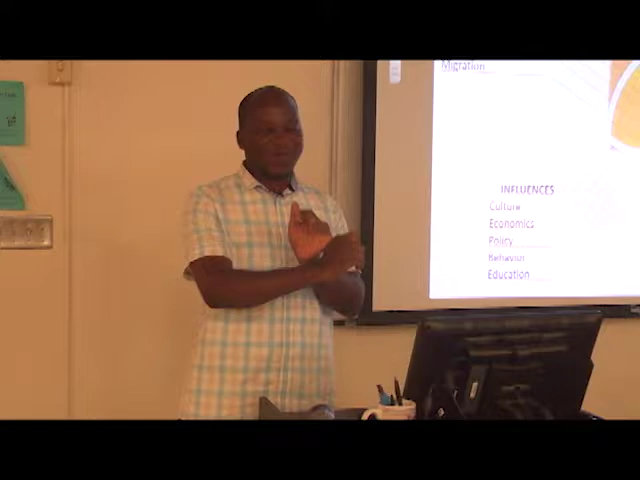 Migration
INFLUENCES
Culture
Economics
Policy
Behavior
Education